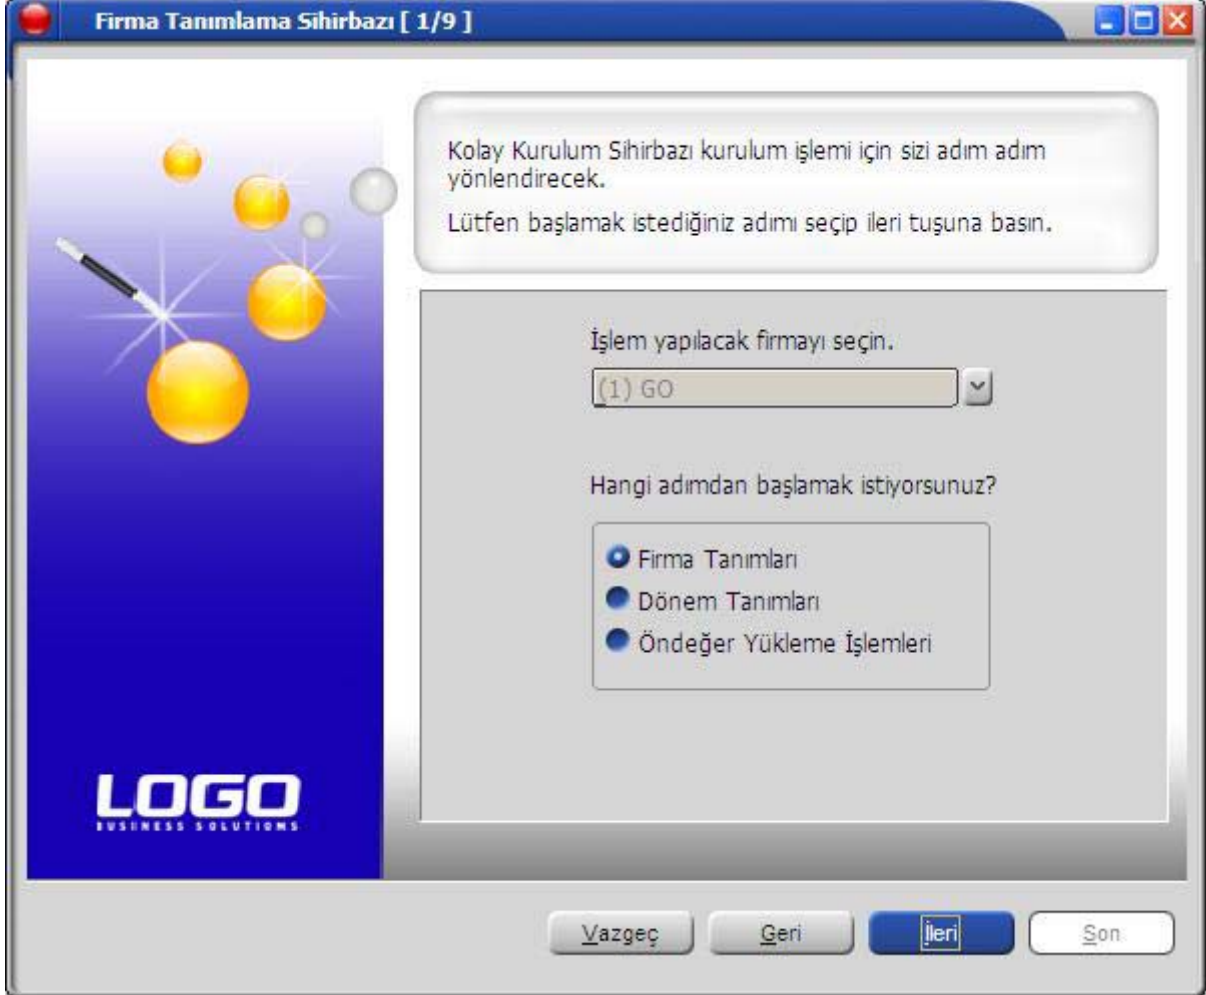 Firma Tanımlama Sihirbazı [ 1/9 ]
Kolay Kurulum Sihirbazı kurulum işlemi için sizi adım adım
yönlendirecek.
Lütfen başlamak istediğiniz adımı seçip ileri tuşuna basın.
İşlem yapılacak firmayı seçin.
(1) GO
Hangi adımdan başlamak istiyorsunuz?
Firma Tanımları
Dönem Tanımları
Öndeğer Yükleme İşlemleri
LOGO
BUSINESS SOLUTIONS
Vazgeç Geri İleri Son